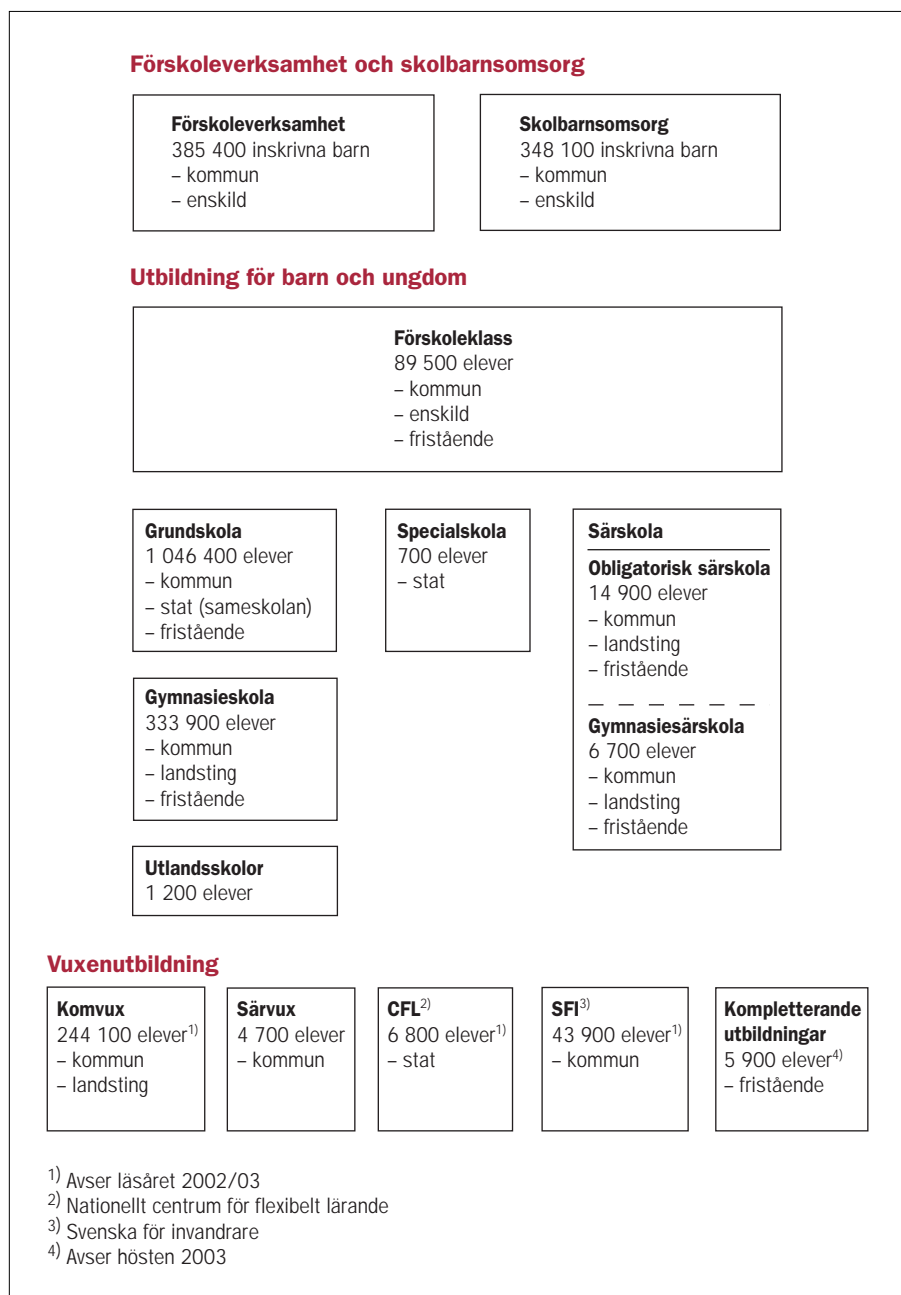 Förskoleverksamhet och skolbarnsomsorg
Förskoleverksamhet
385 400 inskrivna barn
– kommun
– enskild
Skolbarnsomsorg
348 100 inskrivna barn
– kommun
– enskild
Utbildning för barn och ungdom
Förskoleklass
89 500 elever
– kommun
– enskild
– fristående
Grundskola
1 046 400 elever
– kommun
– stat (sameskolan)
– fristående
Specialskola
700 elever
– stat
Särskola
Obligatorisk särskola
14 900 elever
– kommun
– landsting
– fristående
Gymnasiesärskola
6 700 elever
– kommun
– landsting
– fristående
Gymnasieskola
333 900 elever
– kommun
– landsting
– fristående
Utlandsskolor
1 200 elever
Vuxenutbildning
Komvux
244 100 elever1)
– kommun
– landsting
Särvux
4 700 elever
– kommun
CFL2)
6 800 elever1)
– stat
SFI3)
43 900 elever1)
– kommun
Kompletterande
utbildningar
5 900 elever4)
– fristående
1) Avser läsåret 2002/03
2) Nationellt centrum för flexibelt lärande
3) Svenska för invandrare
4) Avser hösten 2003